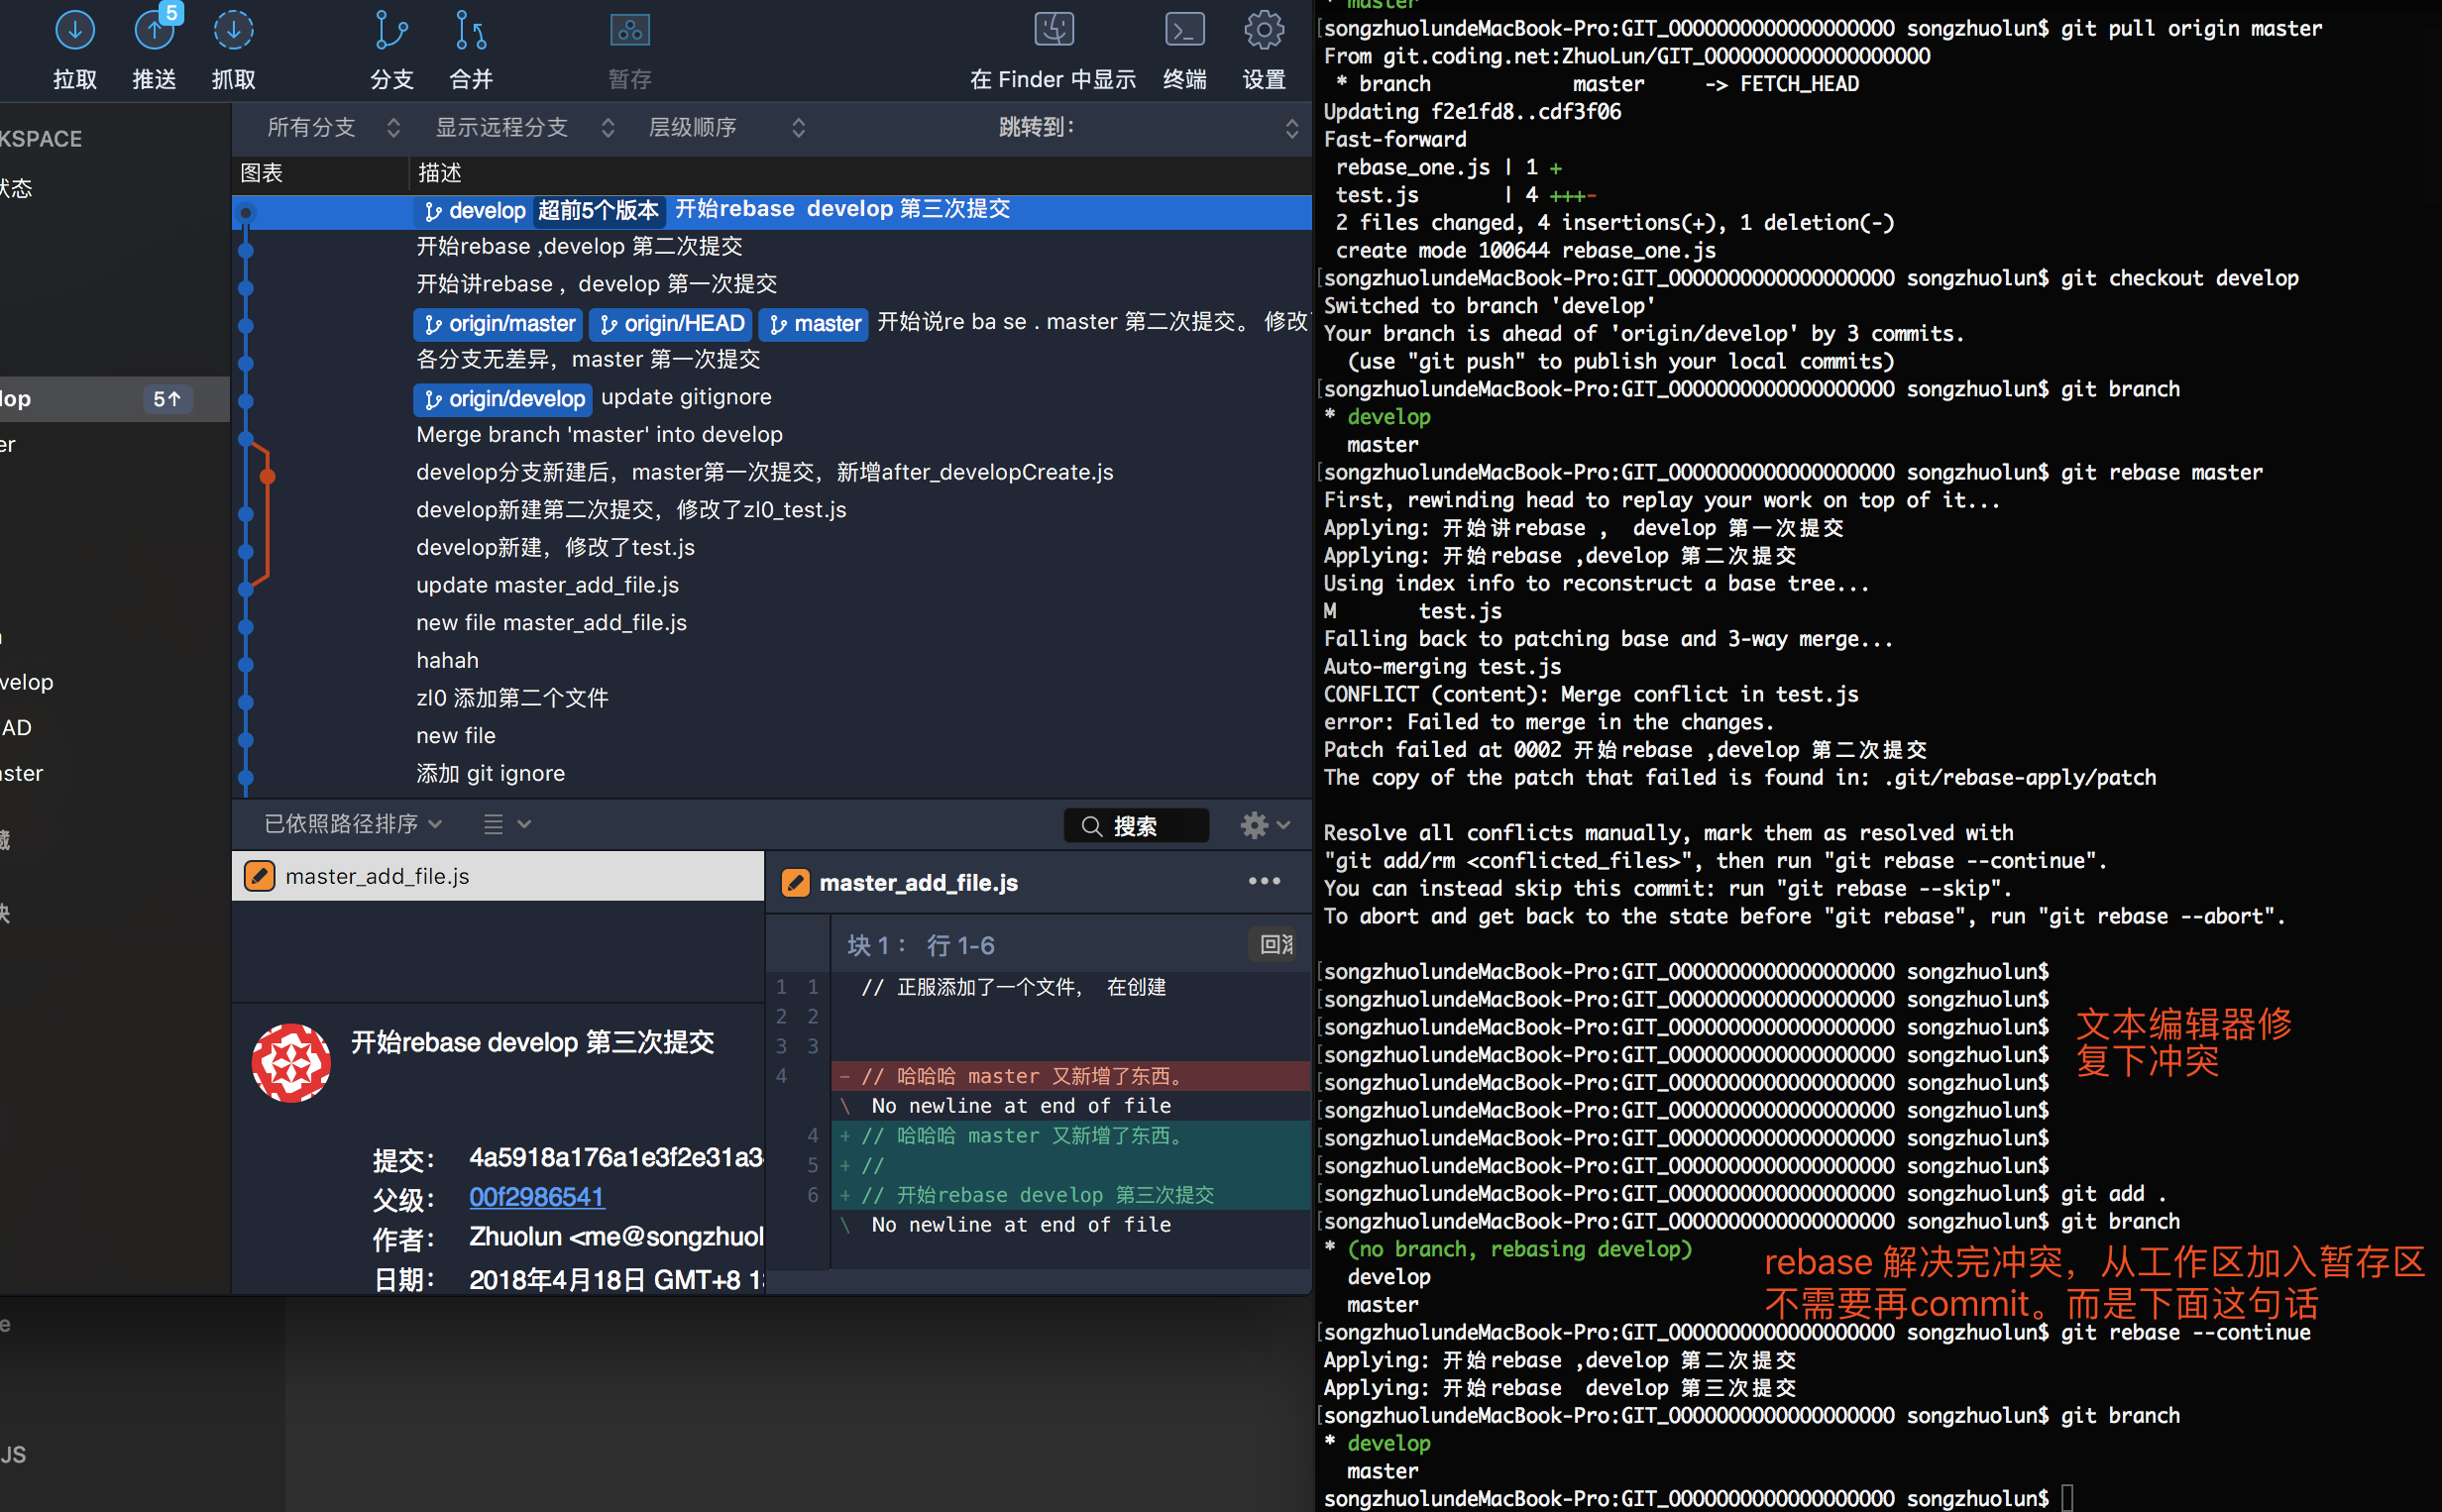 5
拉取 推送 抓取 分支 合并 暂存 在 Finder 中显示 终端 设置
KSPACE
所有分支 显示远程分支 层级顺序 跳转到：
图表 描述
状态
develop 超前5个版本 开始rebase develop 第三次提交
开始rebase ,develop 第二次提交
开始讲rebase ，develop 第一次提交
origin/master origin/HEAD master 开始说re ba se . master 第二次提交。 修改
各分支无差异，master 第一次提交
lop 5↑
origin/develop update gitignore
er
Merge branch 'master' into develop
develop分支新建后，master第一次提交，新增after_developCreate.js
develop新建第二次提交，修改了zl0_test.js
develop新建，修改了test.js
update master_add_file.js
new file master_add_file.js
hahah
velop
zl0 添加第二个文件
AD
new file
ster
添加 git ignore
已依照路径排序 搜索
master_add_file.js
master_add_file.js
块 1： 行 1-6 回滚
1 1 // 正服添加了一个文件， 在创建
2 2
3 3
4 - // 哈哈哈 master 又新增了东西。
\ No newline at end of file
4 + // 哈哈哈 master 又新增了东西。
5 + //
6 + // 开始rebase develop 第三次提交
\ No newline at end of file
开始rebase develop 第三次提交
提交： 4a5918a176a1e3f2e31a3
父级： 00f2986541
作者： Zhuolun <me@songzhuol
日期： 2018年4月18日 GMT+8 1
e
JS
master
songzhuolundeMacBook-Pro:GIT_0000000000000000000 songzhuolun$ git pull origin master
From git.coding.net:ZhuoLun/GIT_0000000000000000000
* branch master -> FETCH_HEAD
Updating f2e1fd8..cdf3f06
Fast-forward
rebase_one.js | 1 +
test.js | 4 +++-
2 files changed, 4 insertions(+), 1 deletion(-)
create mode 100644 rebase_one.js
songzhuolundeMacBook-Pro:GIT_0000000000000000000 songzhuolun$ git checkout develop
Switched to branch 'develop'
Your branch is ahead of 'origin/develop' by 3 commits.
(use "git push" to publish your local commits)
songzhuolundeMacBook-Pro:GIT_0000000000000000000 songzhuolun$ git branch
* develop
master
songzhuolundeMacBook-Pro:GIT_0000000000000000000 songzhuolun$ git rebase master
First, rewinding head to replay your work on top of it...
Applying: 开始讲rebase ， develop 第一次提交
Applying: 开始rebase ,develop 第二次提交
Using index info to reconstruct a base tree...
M test.js
Falling back to patching base and 3-way merge...
Auto-merging test.js
CONFLICT (content): Merge conflict in test.js
error: Failed to merge in the changes.
Patch failed at 0002 开始rebase ,develop 第二次提交
The copy of the patch that failed is found in: .git/rebase-apply/patch
Resolve all conflicts manually, mark them as resolved with
"git add/rm <conflicted_files>", then run "git rebase --continue".
You can instead skip this commit: run "git rebase --skip".
To abort and get back to the state before "git rebase", run "git rebase --abort".
songzhuolundeMacBook-Pro:GIT_0000000000000000000 songzhuolun$
songzhuolundeMacBook-Pro:GIT_0000000000000000000 songzhuolun$
songzhuolundeMacBook-Pro:GIT_0000000000000000000 songzhuolun$
songzhuolundeMacBook-Pro:GIT_0000000000000000000 songzhuolun$
songzhuolundeMacBook-Pro:GIT_0000000000000000000 songzhuolun$
songzhuolundeMacBook-Pro:GIT_0000000000000000000 songzhuolun$
songzhuolundeMacBook-Pro:GIT_0000000000000000000 songzhuolun$
songzhuolundeMacBook-Pro:GIT_0000000000000000000 songzhuolun$
文本编辑器修
复下冲突
songzhuolundeMacBook-Pro:GIT_0000000000000000000 songzhuolun$ git add .
songzhuolundeMacBook-Pro:GIT_0000000000000000000 songzhuolun$ git branch
* (no branch, rebasing develop)
develop
master
rebase 解决完冲突，从工作区加入暂存区
不需要再commit。而是下面这句话
songzhuolundeMacBook-Pro:GIT_0000000000000000000 songzhuolun$ git rebase --continue
Applying: 开始rebase ,develop 第二次提交
Applying: 开始rebase develop 第三次提交
songzhuolundeMacBook-Pro:GIT_0000000000000000000 songzhuolun$ git branch
* develop
master
songzhuolundeMacBook-Pro:GIT_0000000000000000000 songzhuolun$